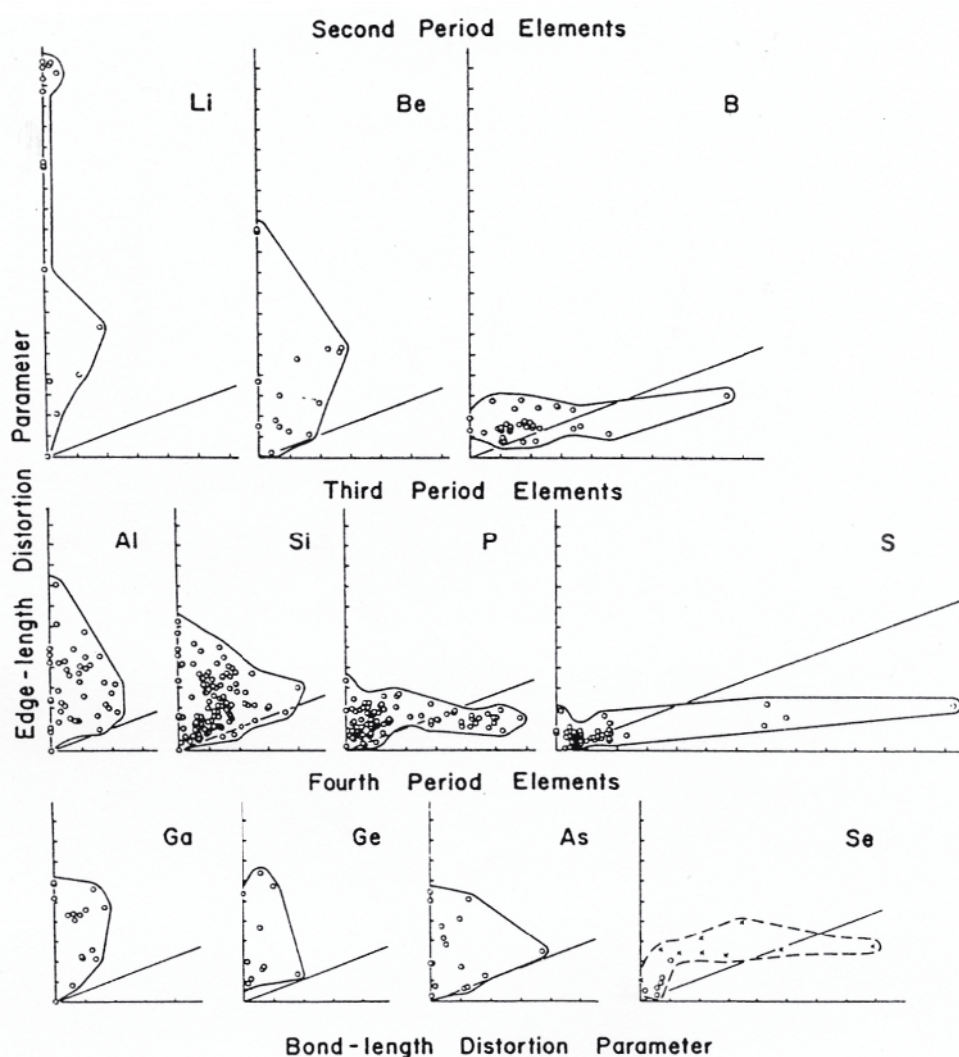 Second Period Elements
Li Be B
Third Period Elements
Al Si P S
Fourth Period Elements
Ga Ge As Se
Edge-length Distortion Parameter
Bond-length Distortion Parameter